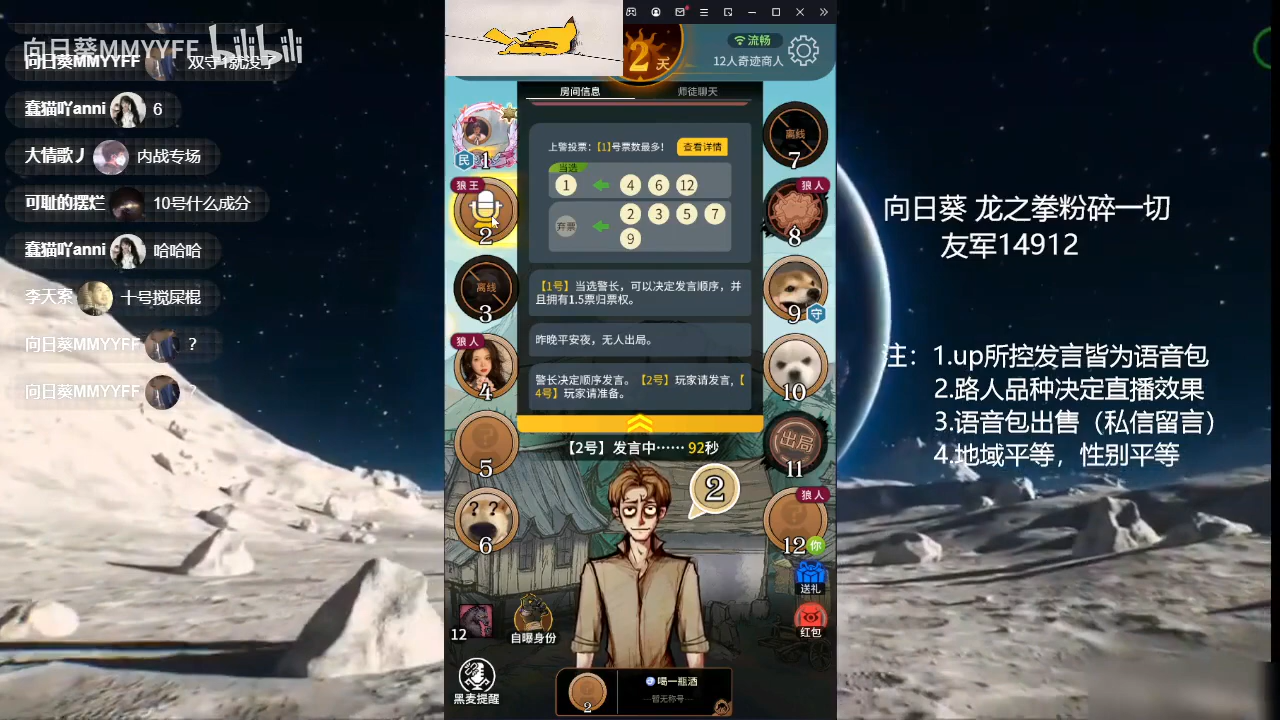 向日葵MMYYFF bilibili
向日葵MMYYFF 双守1就没了
蠢猫吖anni 6
大情歌丿 内战专场
可耻的摆烂 10号什么成分
蠢猫吖anni 哈哈哈
李天索 十号搅屎棍
向日葵MMYYFF ?
向日葵MMYYFF ?
2天
流畅
12人奇迹商人
房间信息
师徒聊天
上警投票：【1】号票数最多！
查看详情
当选
1
4 6 12
弃票
2 3 5 7
9
【1号】当选警长，可以决定发言顺序，并
且拥有1.5票归票权。
昨晚平安夜，无人出局。
警长决定顺序发言。【2号】玩家请发言，【
4号】玩家请准备。
【2号】发言中······ 92秒
2
民 1
狼王
2
离线
3
狼人
4
5
? ?
6
离线
7
狼人
8
9 守
10
出局
11
狼人
12 你
送礼
红包
12
自曝身份
黑麦提醒
2
喝一瓶酒
暂无称号
向日葵 龙之拳粉碎一切
友军14912
注：1.up所控发言皆为语音包
2.路人品种决定直播效果
3.语音包出售（私信留言）
4.地域平等，性别平等